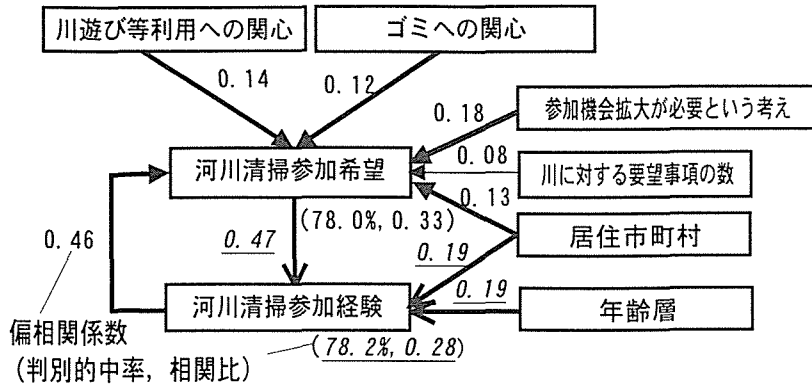 川遊び等利用への関心
ゴミへの関心
0.14
0.12
0.18
参加機会拡大が必要という考え
河川清掃参加希望
0.08
川に対する要望事項の数
0.13
(78.0%, 0.33)
0.46
0.47
0.19
居住市町村
0.19
河川清掃参加経験
年齢層
偏相関係数
(判別的中率, 相関比)
(78.2%, 0.28)